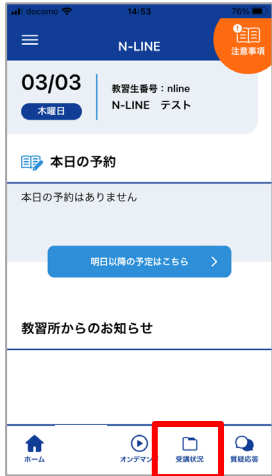 docomo 14:53 76%
N-LINE
注意事項
03/03
木曜日
教習生番号：nline
N-LINE テスト
本日の予約
本日の予約はありません
明日以降の予定はこちら
教習所からのお知らせ
ホーム
オンデマン
受講状況
質疑応答